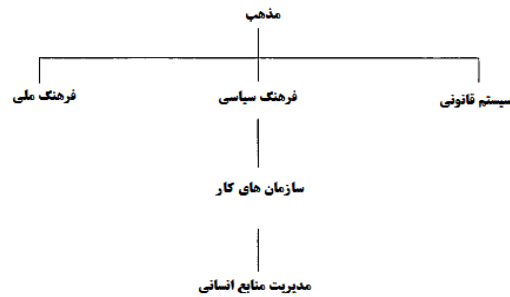 مذهب
سیستم قانونی
فرهنگ سیاسی
فرهنگ ملی
سازمان های کار
مدیریت منابع انسانی